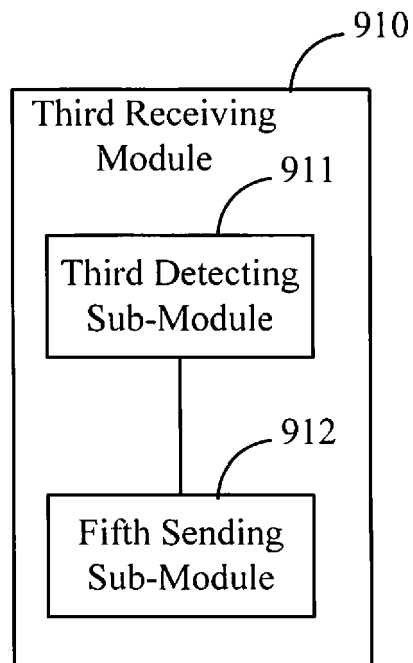 910
Third Receiving
Module
911
Third Detecting
Sub-Module
912
Fifth Sending
Sub-Module